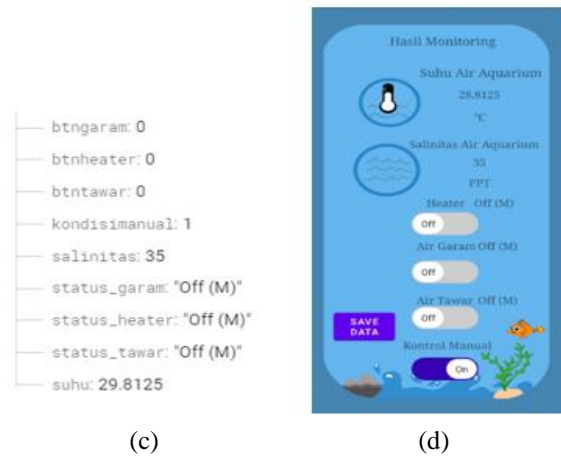 btngaram: 0
btnheater: 0
btntawar: 0
kondisimanual: 1
salinitas: 35
status_garam: "Off (M)"
status_heater: "Off (M)"
status_tawar: "Off (M)"
suhu: 29.8125
(c)
Hasil Monitoring
Suhu Air Aquarium
28.8125
°C
Salinitas Air Aquarium
35
PPT
Heater Off (M)
Off
Air Garam Off (M)
Off
Air Tawar Off (M)
Off
SAVE
DATA
Kontrol Manual
On
(d)